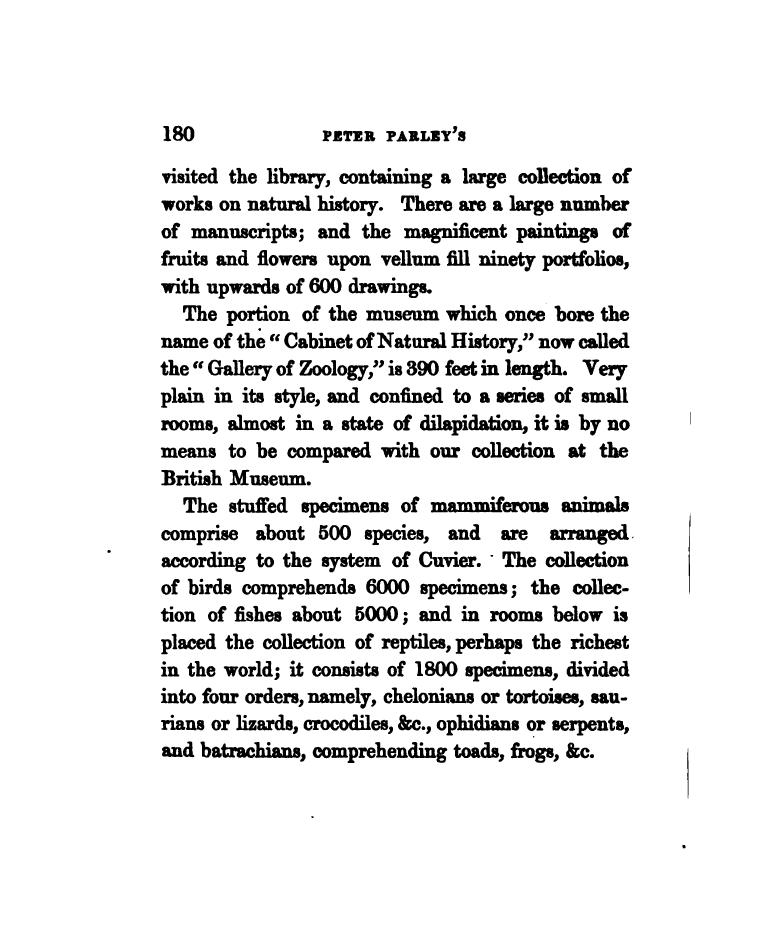 180 PETER PARLEY'S
visited the library, containing a large collection of
works on natural history. There are a large number
of manuscripts; and the magnificent paintings of
fruits and flowers upon vellum fill ninety portfolios,
with upwards of 600 drawings.
The portion of the museum which once bore the
name of the “ Cabinet of Natural History,” now called
the “ Gallery of Zoology,” is 390 feet in length. Very
plain in its style, and confined to a series of small
rooms, almost in a state of dilapidation, it is by no
means to be compared with our collection at the
British Museum.
The stuffed specimens of mammiferous animals
comprise about 500 species, and are arranged
according to the system of Cuvier. The collection
of birds comprehends 6000 specimens; the collec-
tion of fishes about 5000; and in rooms below is
placed the collection of reptiles, perhaps the richest
in the world; it consists of 1800 specimens, divided
into four orders, namely, chelonians or tortoises, sau-
rians or lizards, crocodiles, &c., ophidians or serpents,
and batrachians, comprehending toads, frogs, &c.